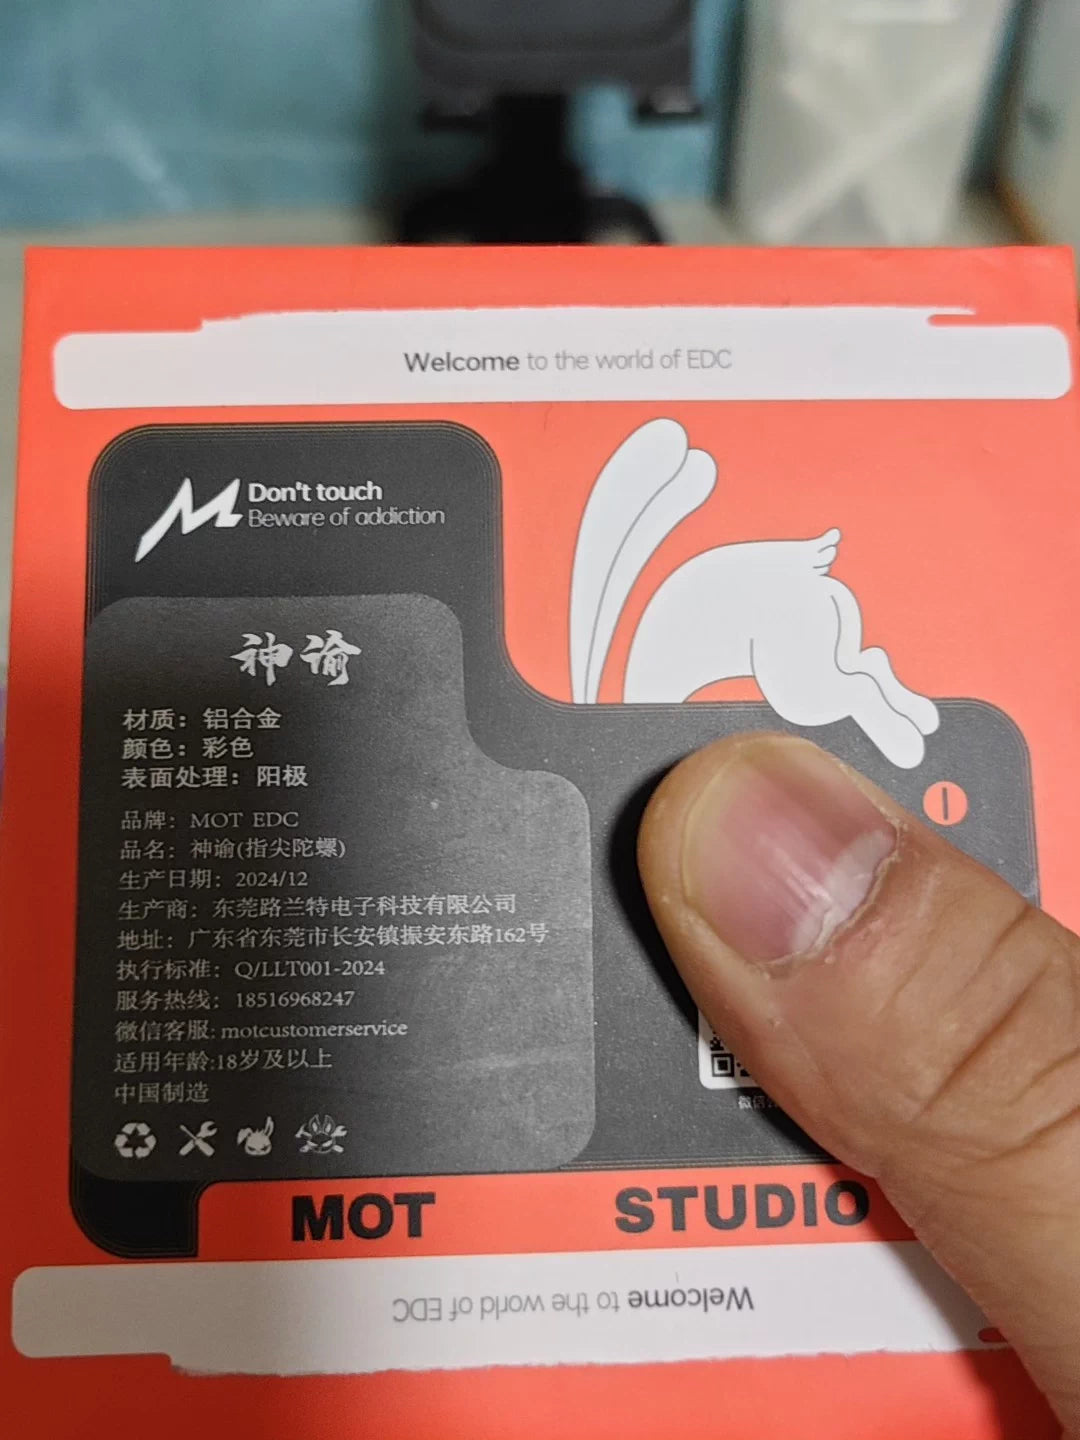 Welcome to the world of EDC
Don't touch
Beware of addiction
神谕
材质：铝合金
颜色：彩色
表面处理：阳极
品牌：MOT EDC
品名：神谕(指尖陀螺)
生产日期：2024/12
生产商：东莞路兰特电子科技有限公司
地址：广东省东莞市长安镇振安东路162号
执行标准：Q/LLT001-2024
服务热线：18516968247
微信客服: motcustomerservice
适用年龄:18岁及以上
中国制造
微信:
MOT STUDIO
Welcome to the world of EDC